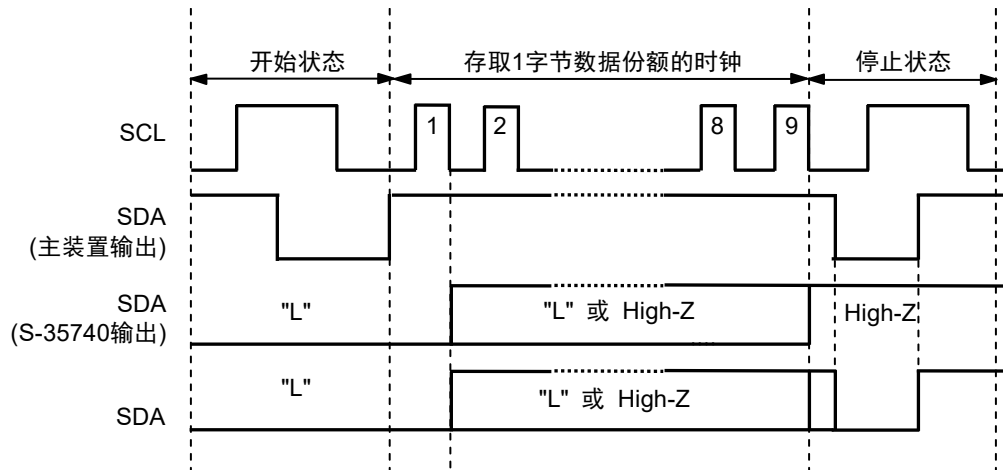 开始状态 存取1字节数据份额的时钟 停止状态
SCL 1 2 8 9
SDA
(主装置输出)
SDA
(S-35740输出)
"L" "L" 或 High-Z High-Z
SDA
"L" "L" 或 High-Z